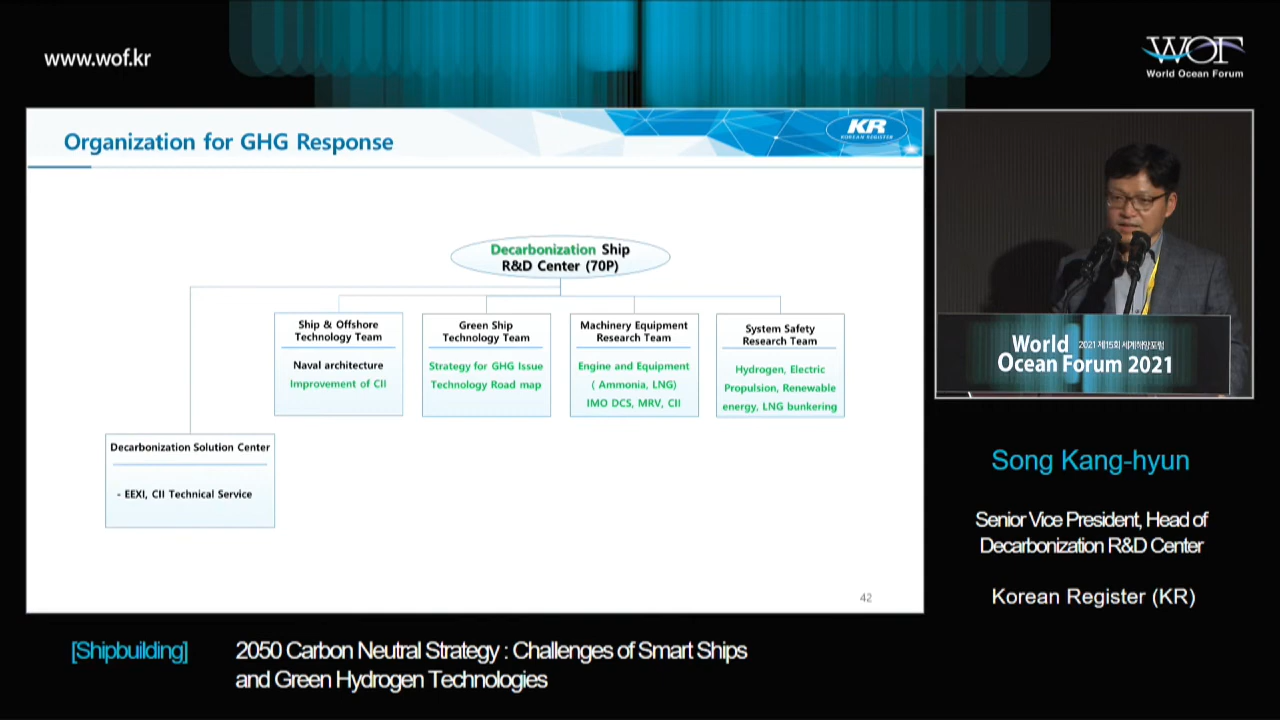 www.wof.kr
WOF
World Ocean Forum
Organization for GHG Response
KR
KOREAN REGISTER
Decarbonization Ship
R&D Center (70P)
Ship & Offshore
Technology Team
Naval architecture
Improvement of CII
Green Ship
Technology Team
Strategy for GHG Issue
Technology Road map
Machinery Equipment
Research Team
Engine and Equipment
( Ammonia, LNG)
IMO DCS, MRV, CII
System Safety
Research Team
Hydrogen, Electric
Propulsion, Renewable
energy, LNG bunkering
Decarbonization Solution Center
- EEXI, CII Technical Service
42
World 2021 제15회 세계해양포럼
Ocean Forum 2021
Song Kang-hyun
Senior Vice President, Head of
Decarbonization R&D Center
Korean Register (KR)
[Shipbuilding]
2050 Carbon Neutral Strategy : Challenges of Smart Ships
and Green Hydrogen Technologies